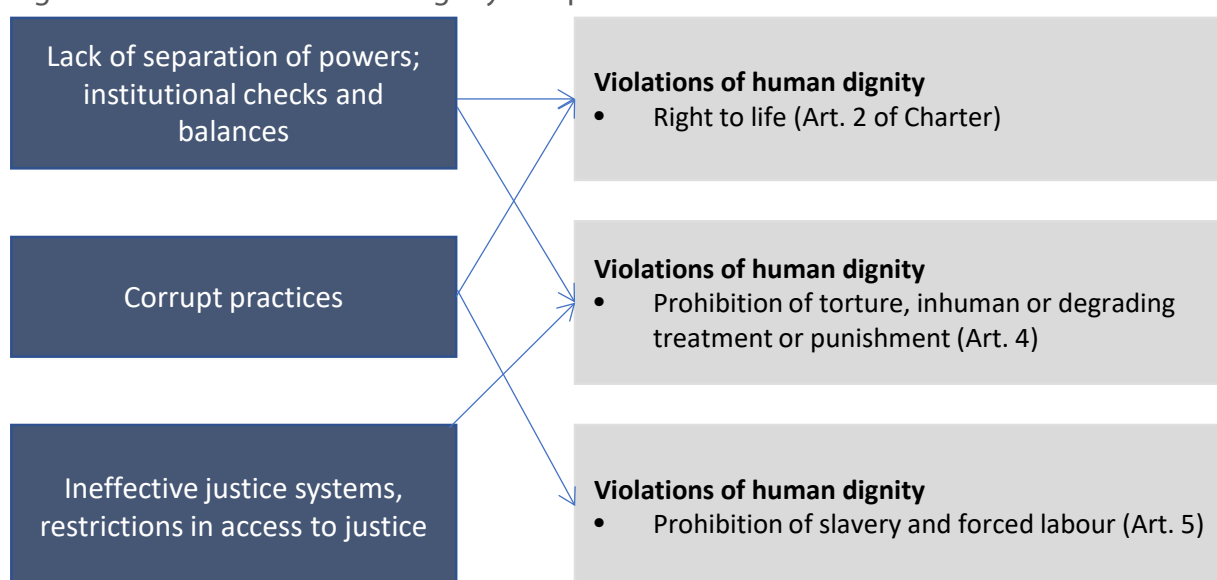 Lack of separation of powers;
institutional checks and
balances
Violations of human dignity
• Right to life (Art. 2 of Charter)
Corrupt practices
Violations of human dignity
• Prohibition of torture, inhuman or degrading
treatment or punishment (Art. 4)
Ineffective justice systems,
restrictions in access to justice
Violations of human dignity
• Prohibition of slavery and forced labour (Art. 5)